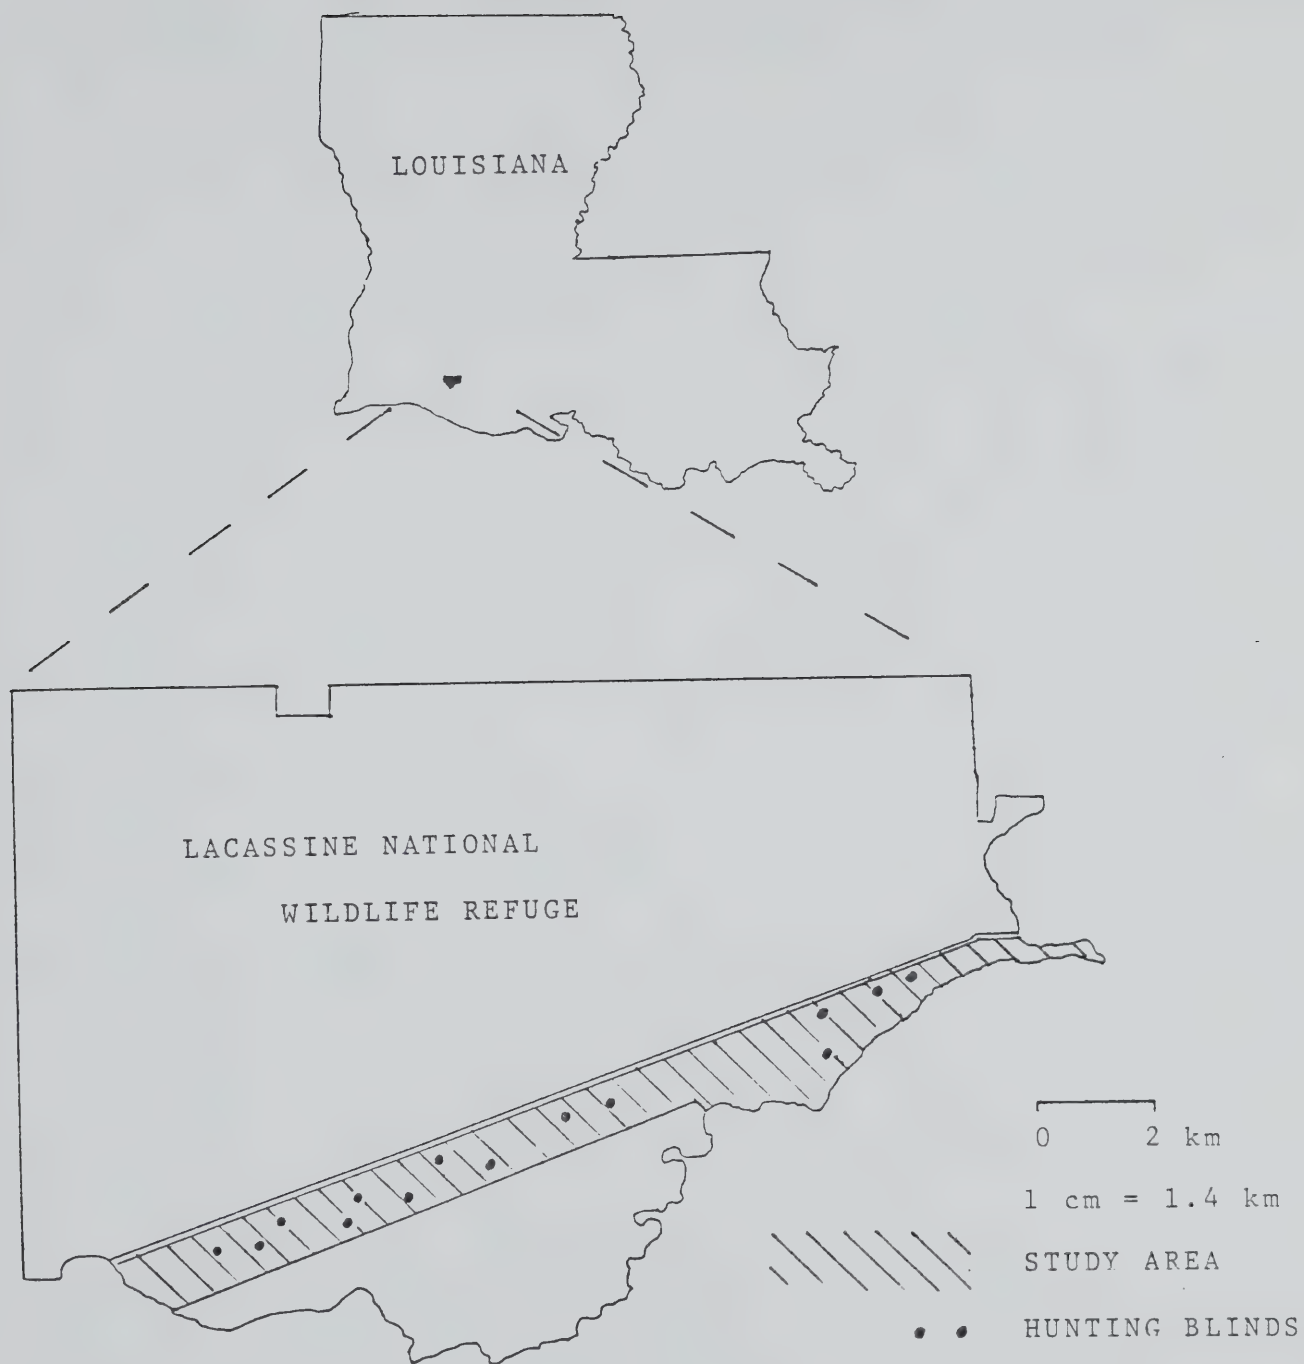 LOUISIANA
LACASSINE NATIONAL
WILDLIFE REFUGE
0 2 km
1 cm = 1.4 km
STUDY AREA
HUNTING BLINDS